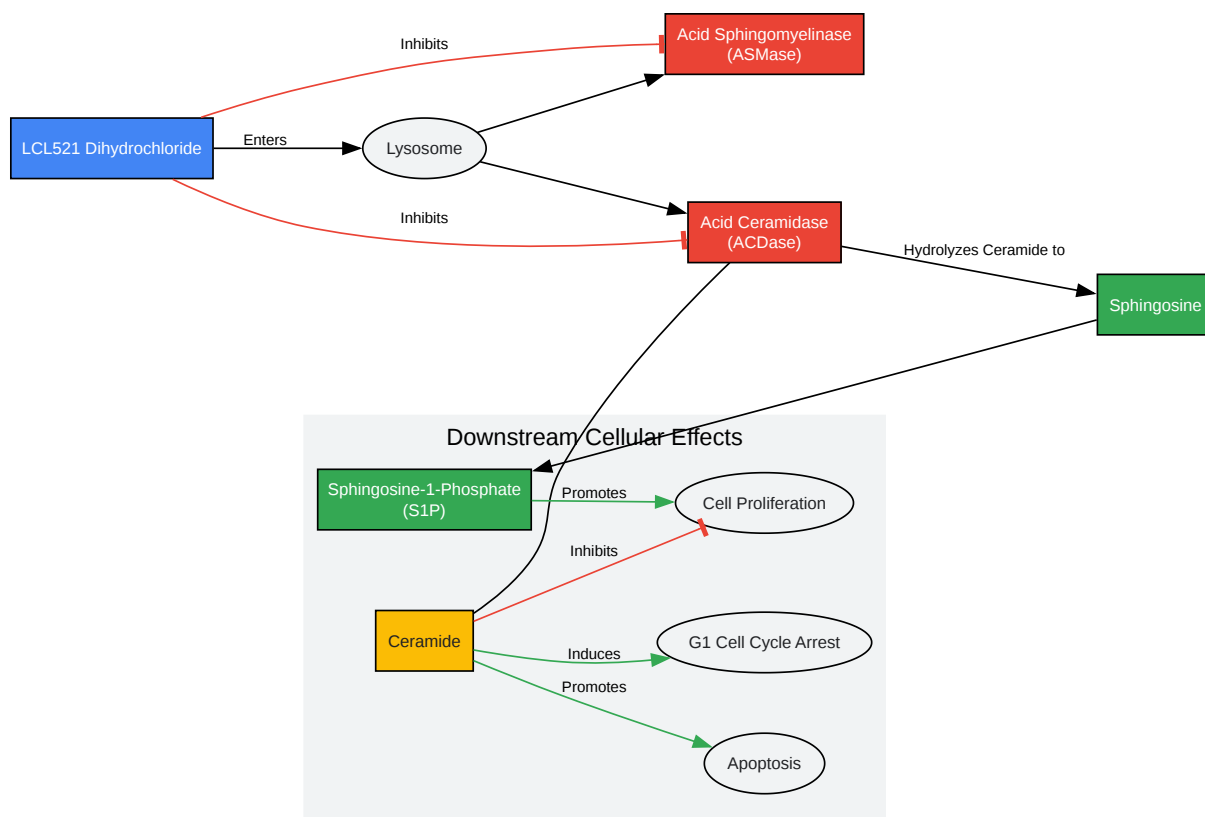 Acid Sphingomyelinase
(ASMase)
Inhibits
LCL521 Dihydrochloride
Enters
Lysosome
Inhibits
Acid Ceramidase
(ACDase)
Hydrolyzes Ceramide to
Sphingosine
Downstream Cellular Effects
Sphingosine-1-Phosphate
(S1P)
Promotes
Cell Proliferation
Inhibits
Ceramide
Induces
G1 Cell Cycle Arrest
Promotes
Apoptosis